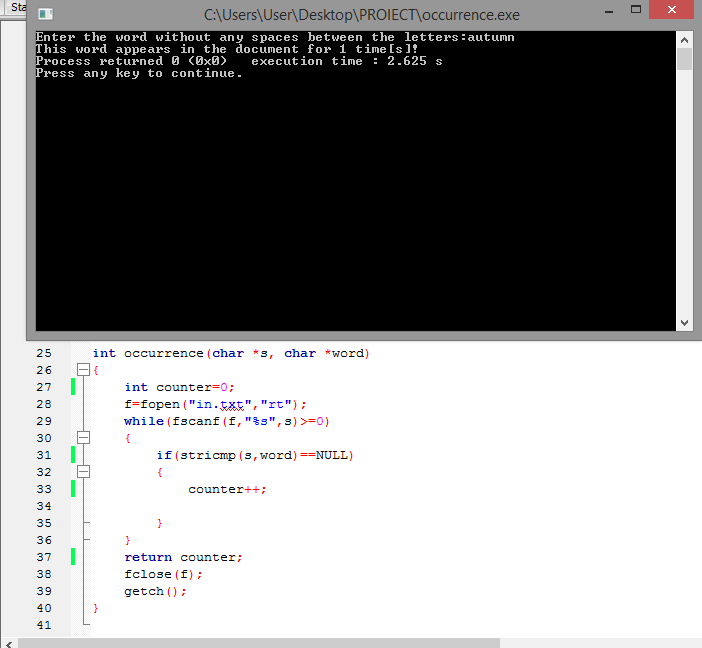 Sta
C:\Users\User\Desktop\PROIECT\occurrence.exe
Enter the word without any spaces between the letters:autumn
This word appears in the document for 1 time[s]!
Process returned 0 (0x0)   execution time : 2.625 s
Press any key to continue.
25 int occurrence(char *s, char *word)
26 {
27     int counter=0;
28     f=fopen("in.txt","rt");
29     while(fscanf(f,"%s",s)>=0)
30     {
31         if(stricmp(s,word)==NULL)
32         {
33             counter++;
34
35         }
36     }
37     return counter;
38     fclose(f);
39     getch();
40 }
41